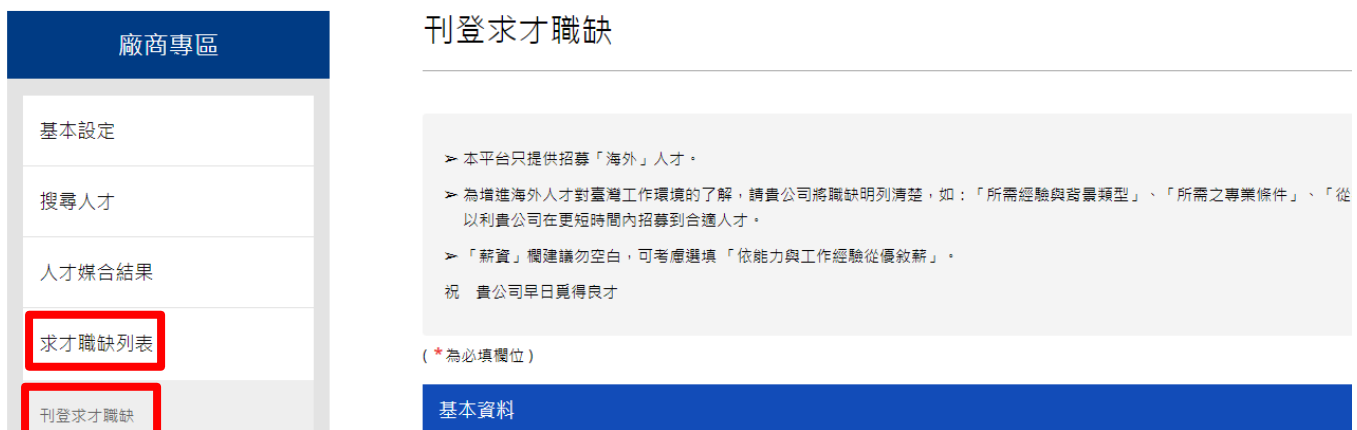 廠商專區
基本設定
搜尋人才
人才媒合結果
求才職缺列表
刊登求才職缺
刊登求才職缺
➢ 本平台只提供招募「海外」人才。
➢ 為增進海外人才對臺灣工作環境的了解，請貴公司將職缺明列清楚，如：「所需經驗與背景類型」、「所需之專業條件」、「從
以利貴公司在更短時間內招募到合適人才。
➢ 「薪資」欄建議勿空白，可考慮選填「依能力與工作經驗從優敘薪」。
祝　貴公司早日覓得良才
( *為必填欄位 )
基本資料